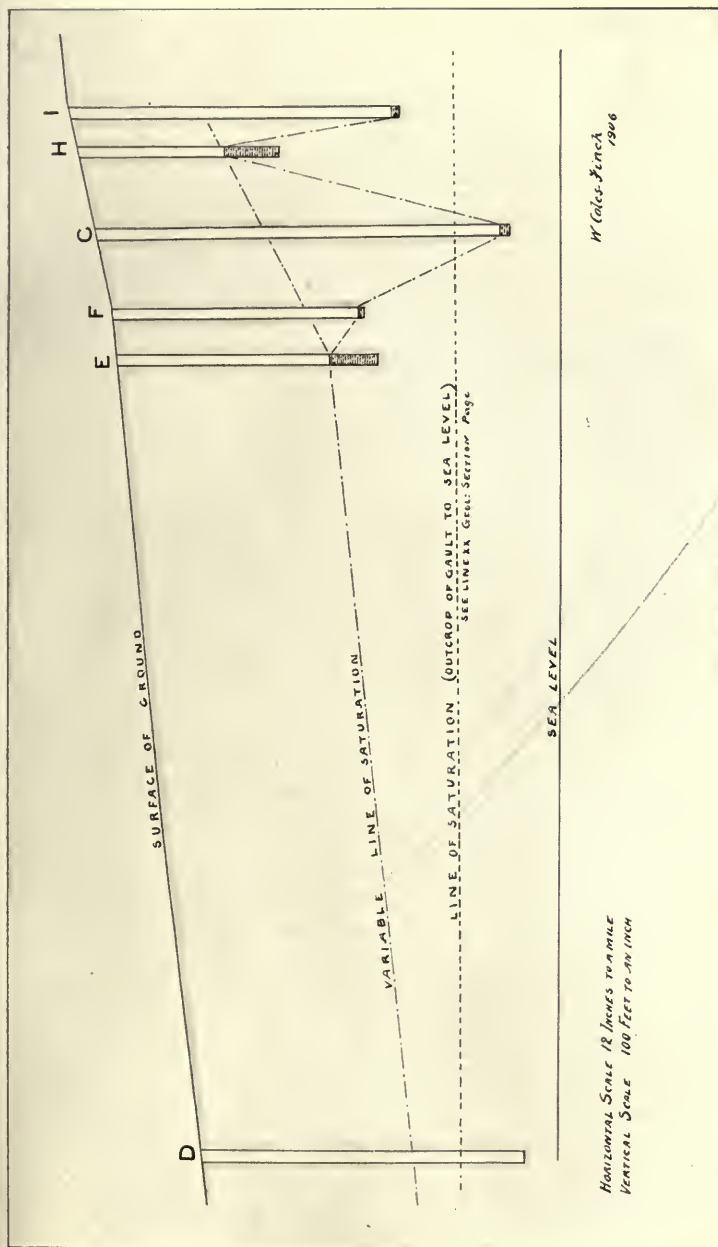 D
E
F
C
H
I
SURFACE OF GROUND
VARIABLE LINE OF SATURATION
LINE OF SATURATION (OUTCROP OF GAULT TO SEA LEVEL)
SEE LINE XX GEOL: SECTION Page
SEA LEVEL
HORIZONTAL SCALE 12 INCHES TO A MILE
VERTICAL SCALE 100 FEET TO AN INCH
W Coles-Finch
1906